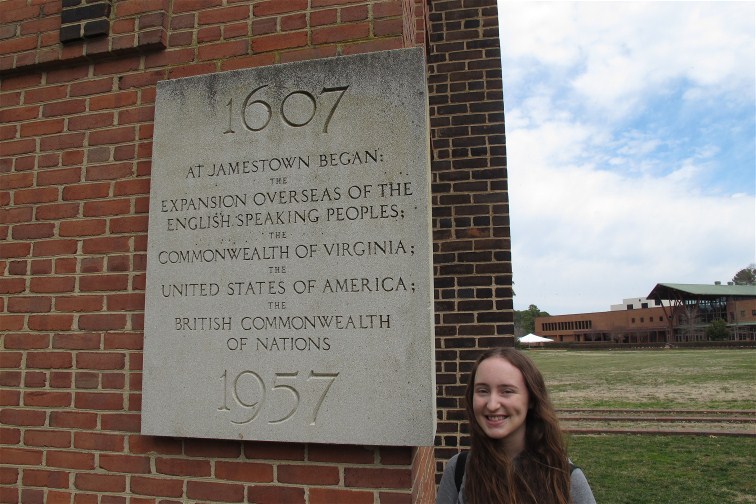 1607
AT JAMESTOWN BEGAN:
THE
EXPANSION OVERSEAS OF THE
ENGLISH SPEAKING PEOPLES;
THE
COMMONWEALTH OF VIRGINIA;
THE
UNITED STATES OF AMERICA;
THE
BRITISH COMMONWEALTH
OF NATIONS
1957